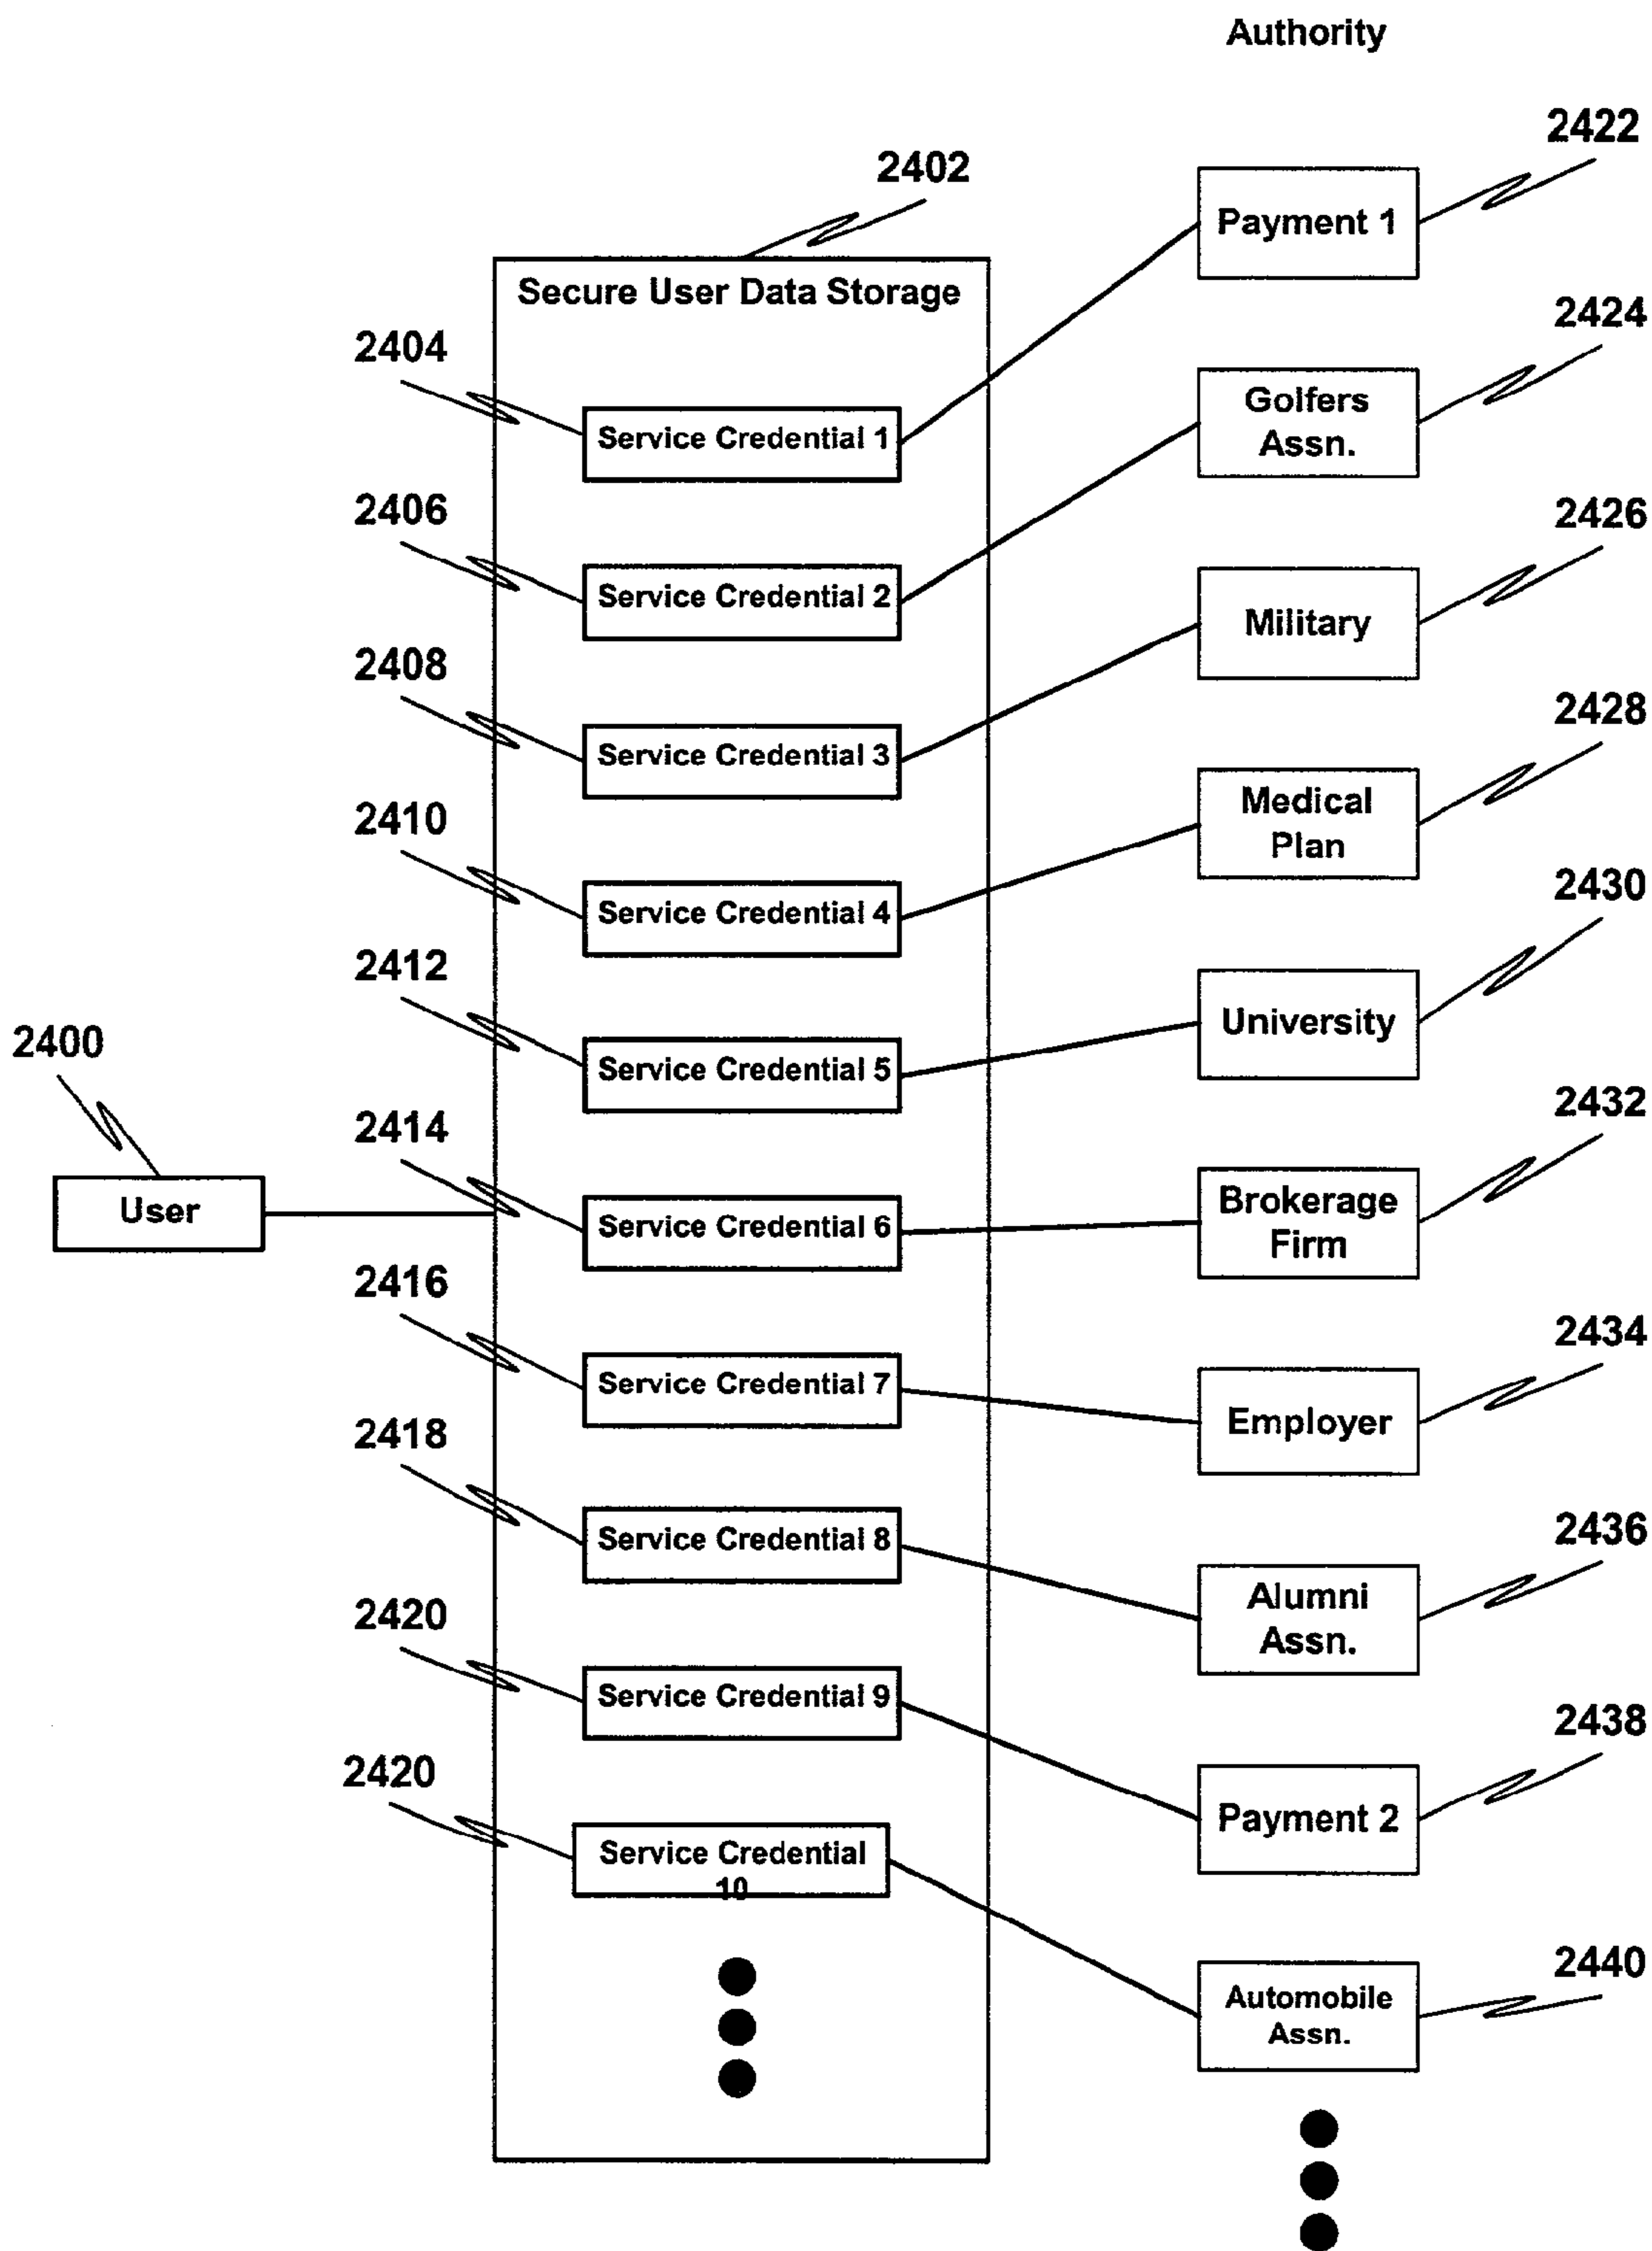 Authority
2422
2402
Payment 1
Secure User Data Storage
2424
2404
Golfers
Assn.
Service Credential 1
2426
2406
Service Credential 2
Military
2408
2428
Service Credential 3
Medical
Plan
2410
2430
Service Credential 4
2412
University
2400
Service Credential 5
2432
2414
User
Service Credential 6
Brokerage
Firm
2416
2434
Service Credential 7
Employer
2418
2436
Service Credential 8
Alumni
Assn.
2420
Service Credential 9
2438
2420
Payment 2
Service Credential
10
2440
Automobile
Assn.